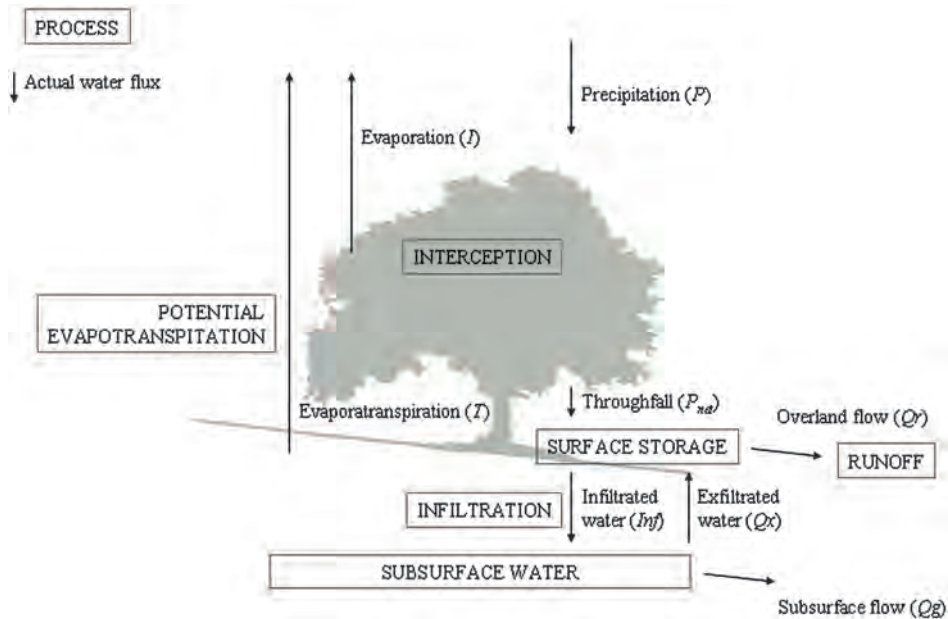 PROCESS
Actual water flux
Precipitation (P)
Evaporation (I)
INTERCEPTION
POTENTIAL
EVAPOTRANSPITATION
Evaporatranspiration (T)
Throughfall (Pnet)
Overland flow (Qr)
SURFACE STORAGE
RUNOFF
INFILTRATION
Infiltrated
water (Inf)
Exfiltrated
water (Qx)
SUBSURFACE WATER
Subsurface flow (Qg)